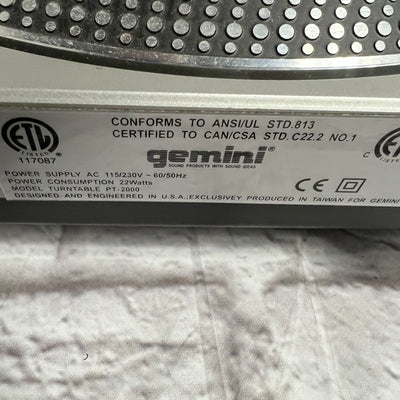 CONFORMS TO ANSI/UL STD.813
CERTIFIED TO CAN/CSA STD. C22.2 NO.1
ETL
LISTED
117087
C
gemini
SOUND PRODUCTS WITH SOUND IDEAS
POWER SUPPLY AC 115/230V ~ 60/50Hz
POWER CONSUMPTION 22Watts
MODEL TURNTABLE PT-2000
DESIGNED AND ENGINEERED IN U.S.A.;EXCLUSIVEY PRODUCED IN TAIWAN FOR GEMINI
CE